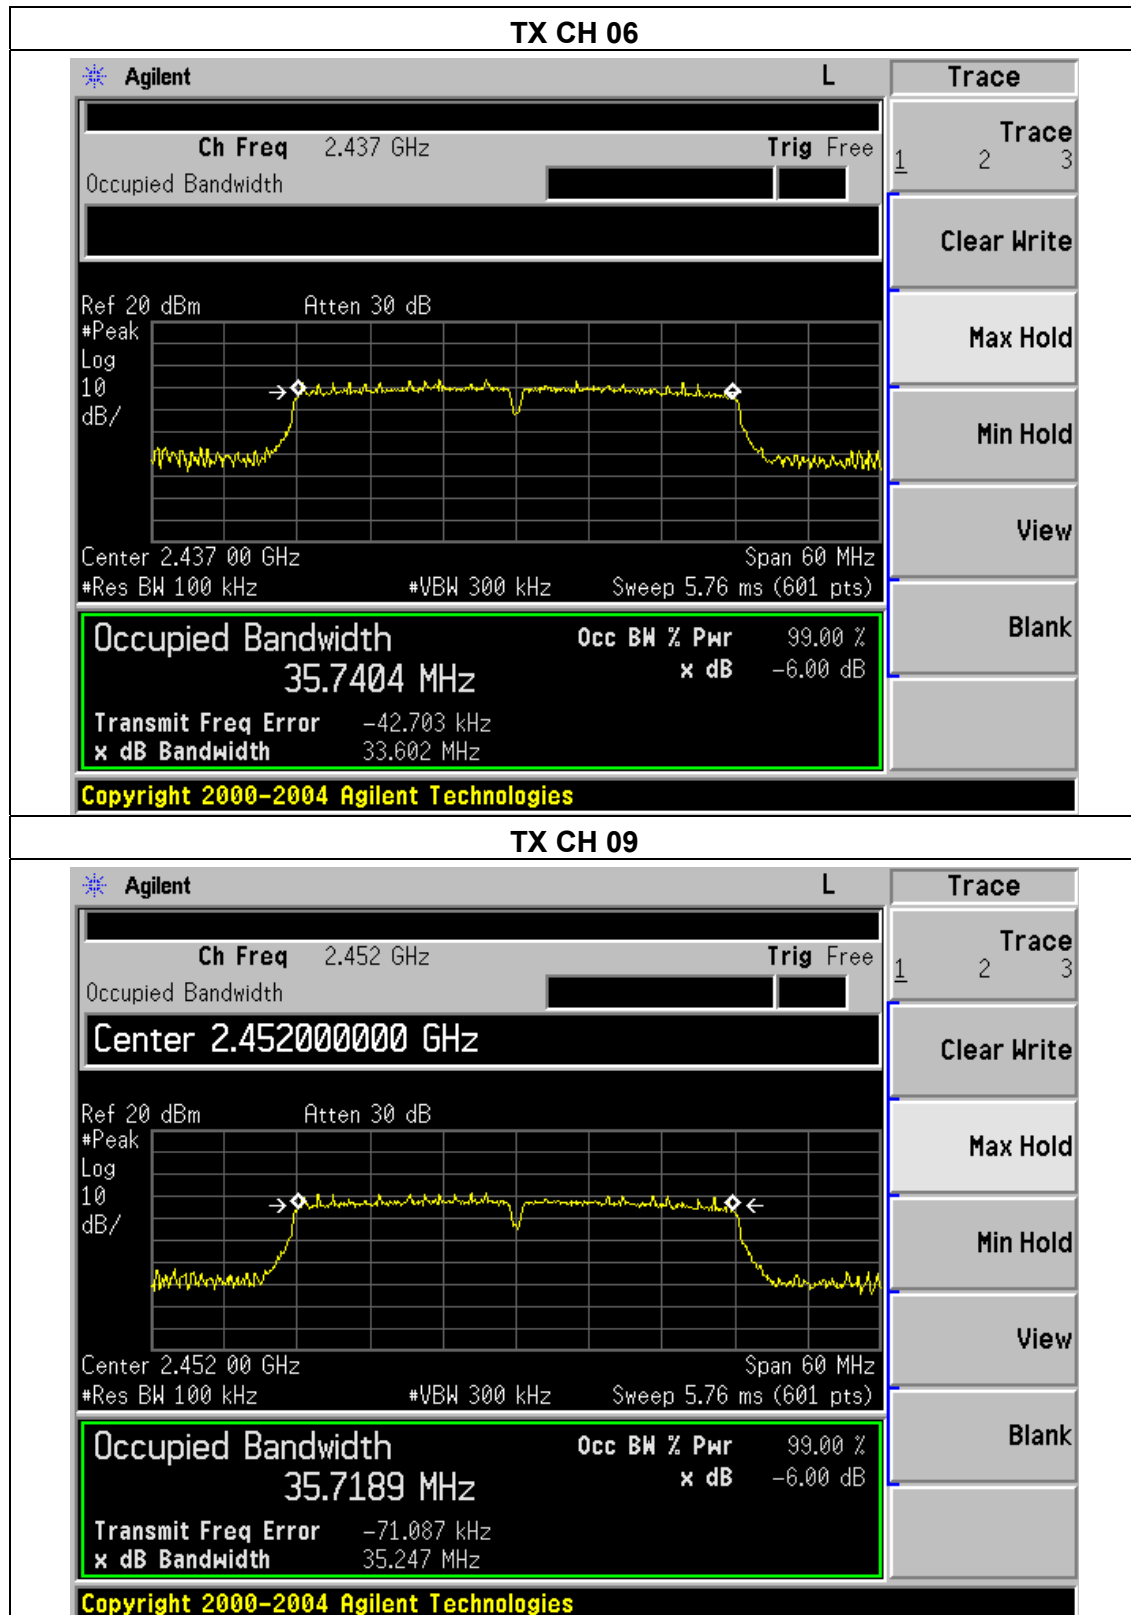 TX CH 06
Agilent L Trace
Ch Freq 2.437 GHz Trig Free
Occupied Bandwidth
Trace
1 2 3
Clear Write
Max Hold
Min Hold
View
Blank
Ref 20 dBm Atten 30 dB
#Peak
Log
10
dB/
Center 2.437 00 GHz Span 60 MHz
#Res BW 100 kHz #VBW 300 kHz Sweep 5.76 ms (601 pts)
Occupied Bandwidth Occ BW % Pwr 99.00 %
35.7404 MHz x dB -6.00 dB
Transmit Freq Error -42.703 kHz
x dB Bandwidth 33.602 MHz
Copyright 2000-2004 Agilent Technologies
TX CH 09
Agilent L Trace
Ch Freq 2.452 GHz Trig Free
Occupied Bandwidth
Center 2.452000000 GHz
Trace
1 2 3
Clear Write
Max Hold
Min Hold
View
Blank
Ref 20 dBm Atten 30 dB
#Peak
Log
10
dB/
Center 2.452 00 GHz Span 60 MHz
#Res BW 100 kHz #VBW 300 kHz Sweep 5.76 ms (601 pts)
Occupied Bandwidth Occ BW % Pwr 99.00 %
35.7189 MHz x dB -6.00 dB
Transmit Freq Error -71.087 kHz
x dB Bandwidth 35.247 MHz
Copyright 2000-2004 Agilent Technologies